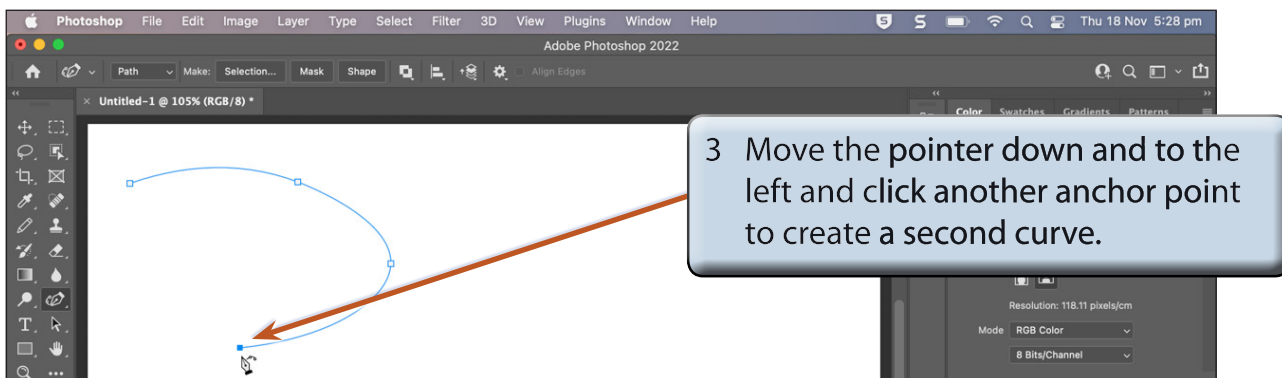 Photoshop File Edit Image Layer Type Select Filter 3D View Plugins Window Help Thu 18 Nov 5:28 pm
Adobe Photoshop 2022
Path Make: Selection... Mask Shape Align Edges
× Untitled-1 @ 105% (RGB/8) *
Color Swatches Gradients Patterns
3 Move the pointer down and to the
left and click another anchor point
to create a second curve.
Resolution: 118.11 pixels/cm
Mode RGB Color
8 Bits/Channel